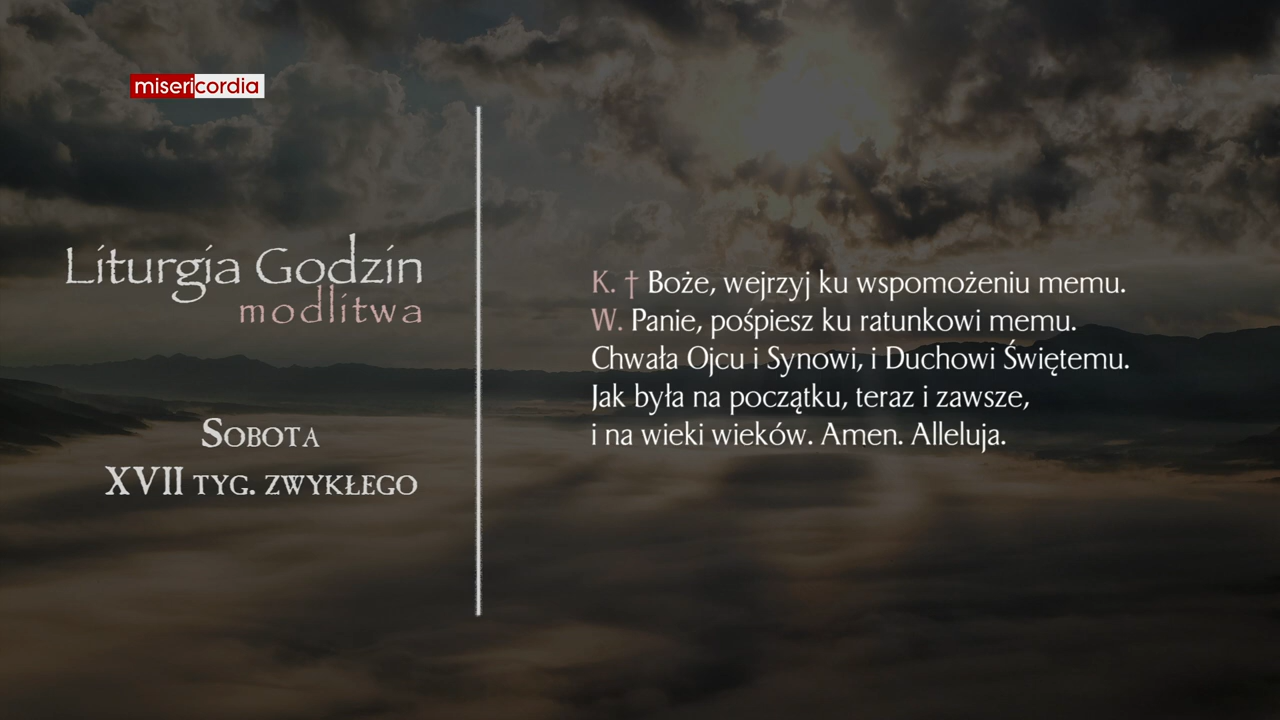 misericordia
Liturgia Godzin
modlitwa
Sobota
XVII tyg. zwykłego
K. † Boże, wejrzyj ku wspomożeniu memu.
W. Panie, pośpiesz ku ratunkowi memu.
Chwała Ojcu i Synowi, i Duchowi Świętemu.
Jak była na początku, teraz i zawsze,
i na wieki wieków. Amen. Alleluja.